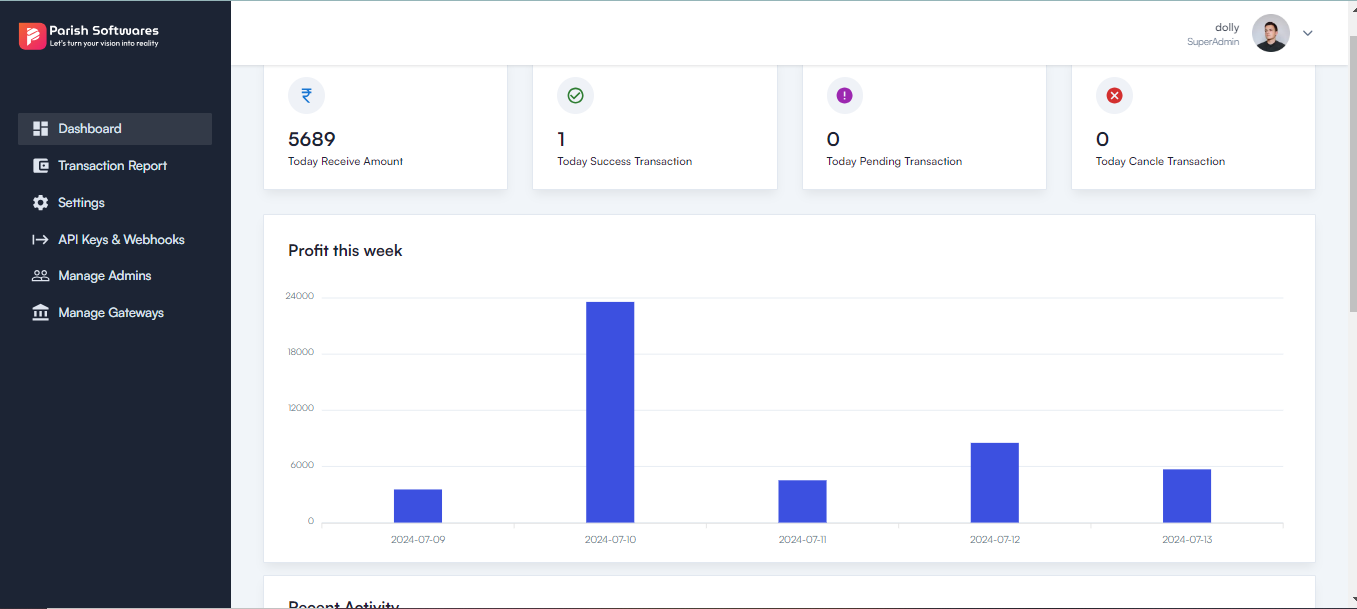 Parish Softwares
Let's turn your vision into reality
dolly
SuperAdmin
Dashboard
Transaction Report
Settings
API Keys & Webhooks
Manage Admins
Manage Gateways
₹
5689
Today Receive Amount
1
Today Success Transaction
0
Today Pending Transaction
0
Today Cancle Transaction
Profit this week
24000
18000
12000
6000
0
2024-07-09
2024-07-10
2024-07-11
2024-07-12
2024-07-13
Recent Activity